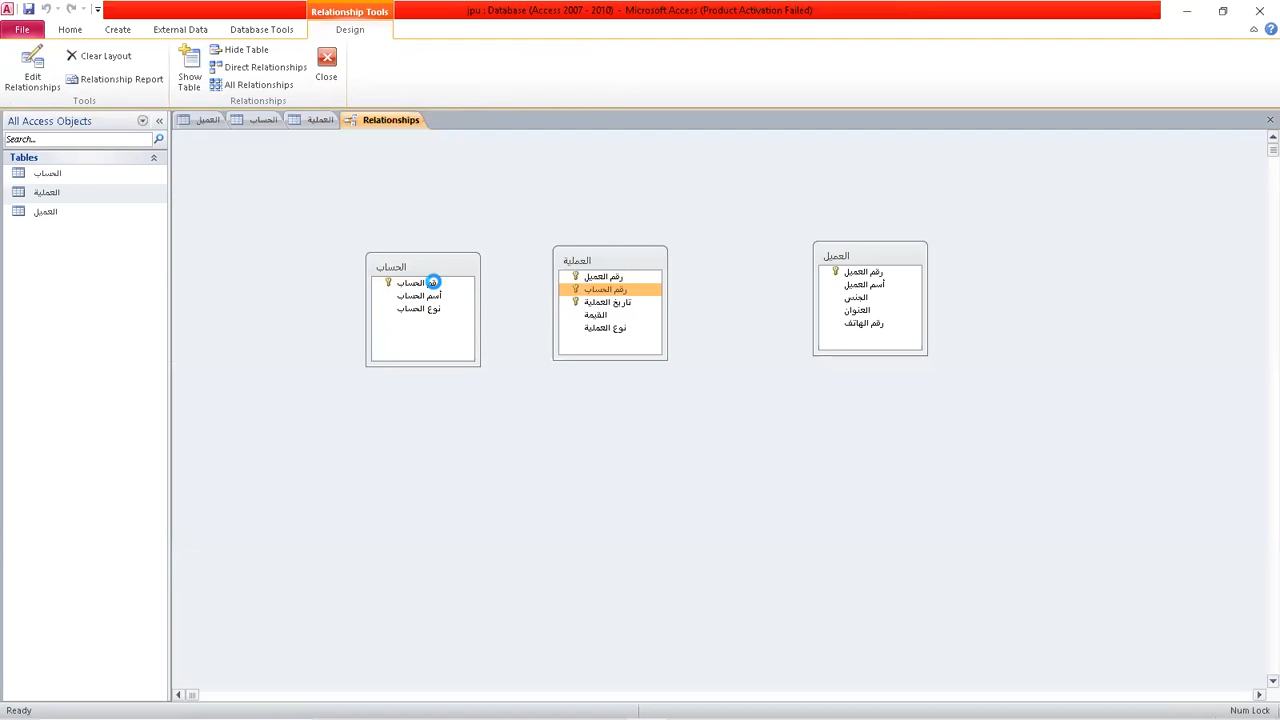 Relationship Tools
jpu : Database (Access 2007 - 2010) - Microsoft Access (Product Activation Failed)
File
Home
Create
External Data
Database Tools
Design
Edit Relationships
Clear Layout
Relationship Report
Tools
Show Table
Hide Table
Direct Relationships
All Relationships
Relationships
Close
All Access Objects
Search...
Tables
الحساب
العملية
العميل
العميل
الحساب
العملية
Relationships
الحساب
رقم الحساب
أسم الحساب
نوع الحساب
العملية
رقم العميل
رقم الحساب
تاريخ العملية
القيمة
نوع العملية
العميل
رقم العميل
أسم العميل
الجنس
العنوان
رقم الهاتف
Ready
Num Lock